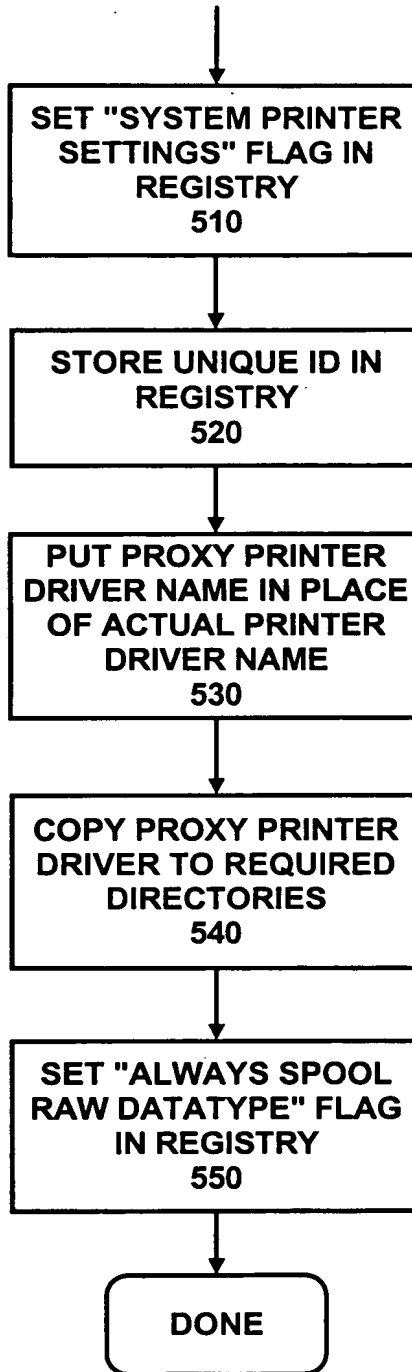 SET "SYSTEM PRINTER
SETTINGS" FLAG IN
REGISTRY
510
STORE UNIQUE ID IN
REGISTRY
520
PUT PROXY PRINTER
DRIVER NAME IN PLACE
OF ACTUAL PRINTER
DRIVER NAME
530
COPY PROXY PRINTER
DRIVER TO REQUIRED
DIRECTORIES
540
SET "ALWAYS SPOOL
RAW DATATYPE" FLAG
IN REGISTRY
550
DONE